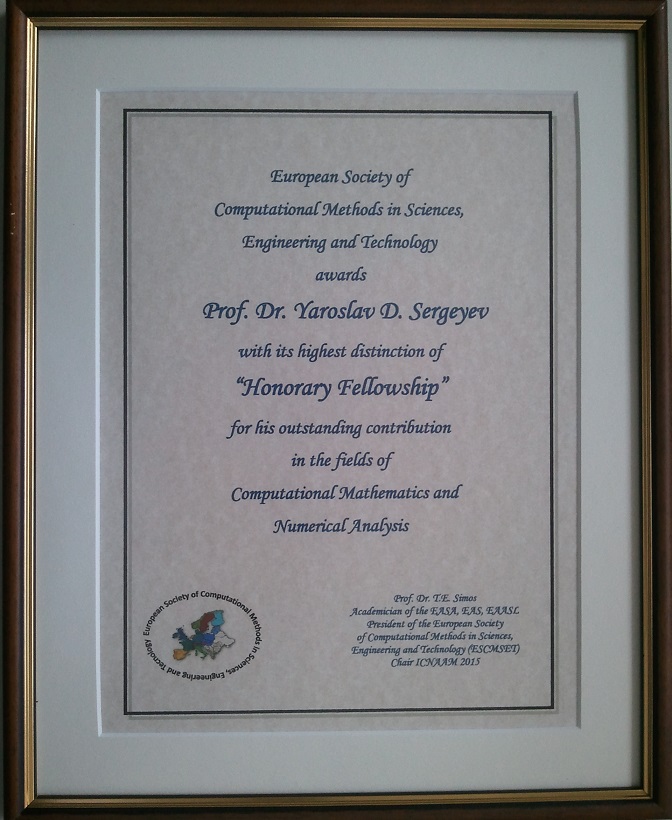 European Society of
Computational Methods in Sciences,
Engineering and Technology
awards
Prof. Dr. Yaroslav D. Sergeyev
with its highest distinction of
“Honorary Fellowship”
for his outstanding contribution
in the fields of
Computational Mathematics and
Numerical Analysis
European Society of Computational Methods in Sciences, Engineering and Tecnology
Prof. Dr. T.E. Simos
Academician of the EASA, EAS, EAASL
President of the European Society
of Computational Methods in Sciences,
Engineering and Technology (ESCMSET)
Chair ICNAAM 2015